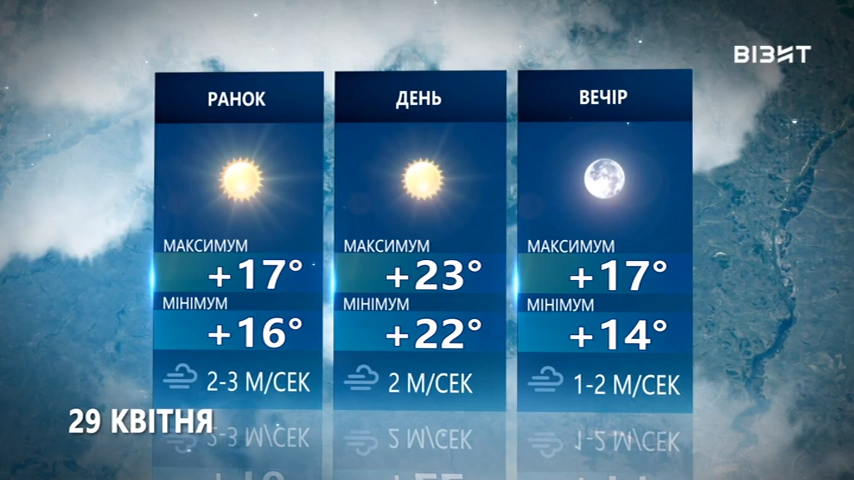 ВІЗИТ
РАНОК
МАКСИМУМ
+17°
МІНІМУМ
+16°
2-3 М/СЕК
ДЕНЬ
МАКСИМУМ
+23°
МІНІМУМ
+22°
2 М/СЕК
ВЕЧІР
МАКСИМУМ
+17°
МІНІМУМ
+14°
1-2 М/СЕК
29 КВІТНЯ